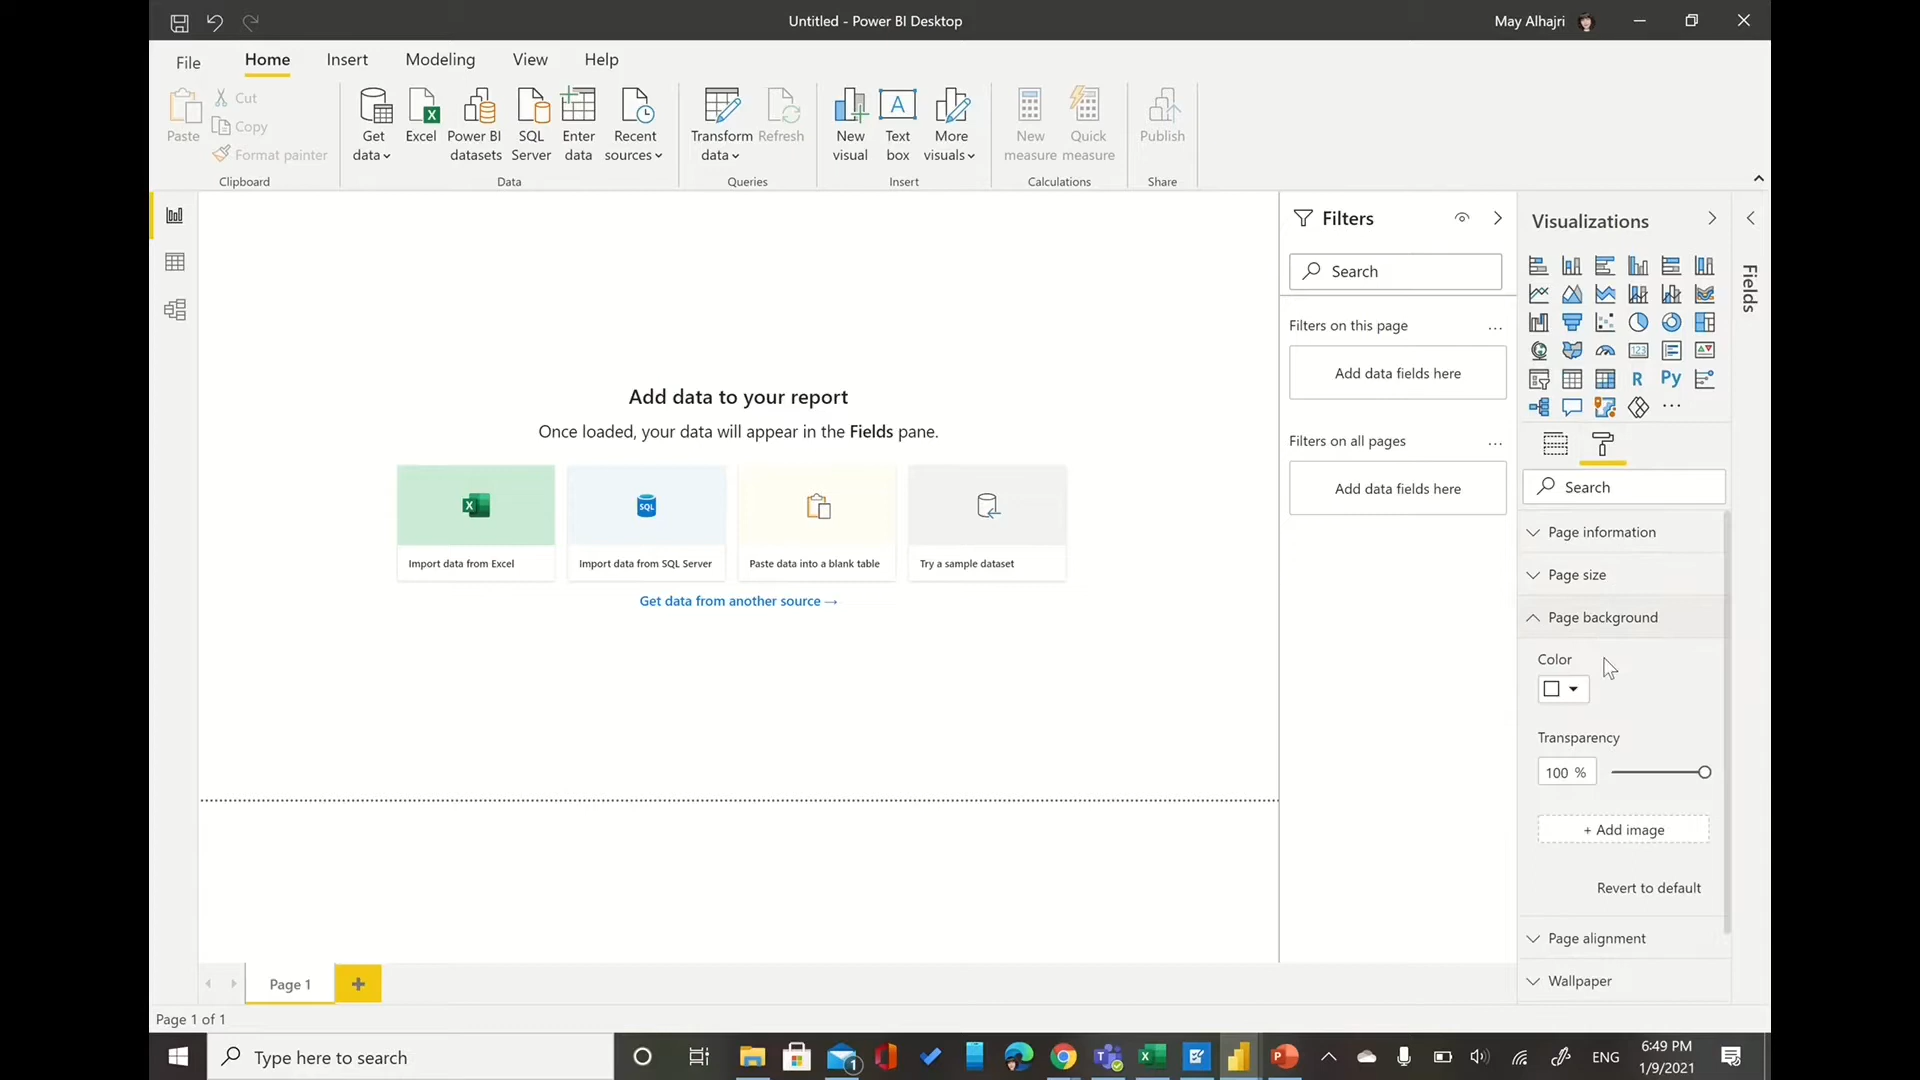 Untitled - Power BI Desktop
May Alhajri
File
Home
Insert
Modeling
View
Help
Paste
Cut
Copy
Format painter
Clipboard
Get data
Excel
Power BI datasets
SQL Server
Enter data
Recent sources
Data
Transform data
Refresh
Queries
New visual
Text box
More visuals
Insert
New measure
Quick measure
Calculations
Publish
Share
Add data to your report
Once loaded, your data will appear in the Fields pane.
SQL
Import data from Excel
Import data from SQL Server
Paste data into a blank table
Try a sample dataset
Get data from another source →
Filters
Search
Filters on this page
...
Add data fields here
Filters on all pages
...
Add data fields here
Visualizations
123
R
Py
...
Search
Page information
Page size
Page background
Color
Transparency
100 %
+ Add image
Revert to default
Page alignment
Wallpaper
Fields
Page 1
+
Page 1 of 1
Type here to search
1
ENG
6:49 PM
1/9/2021